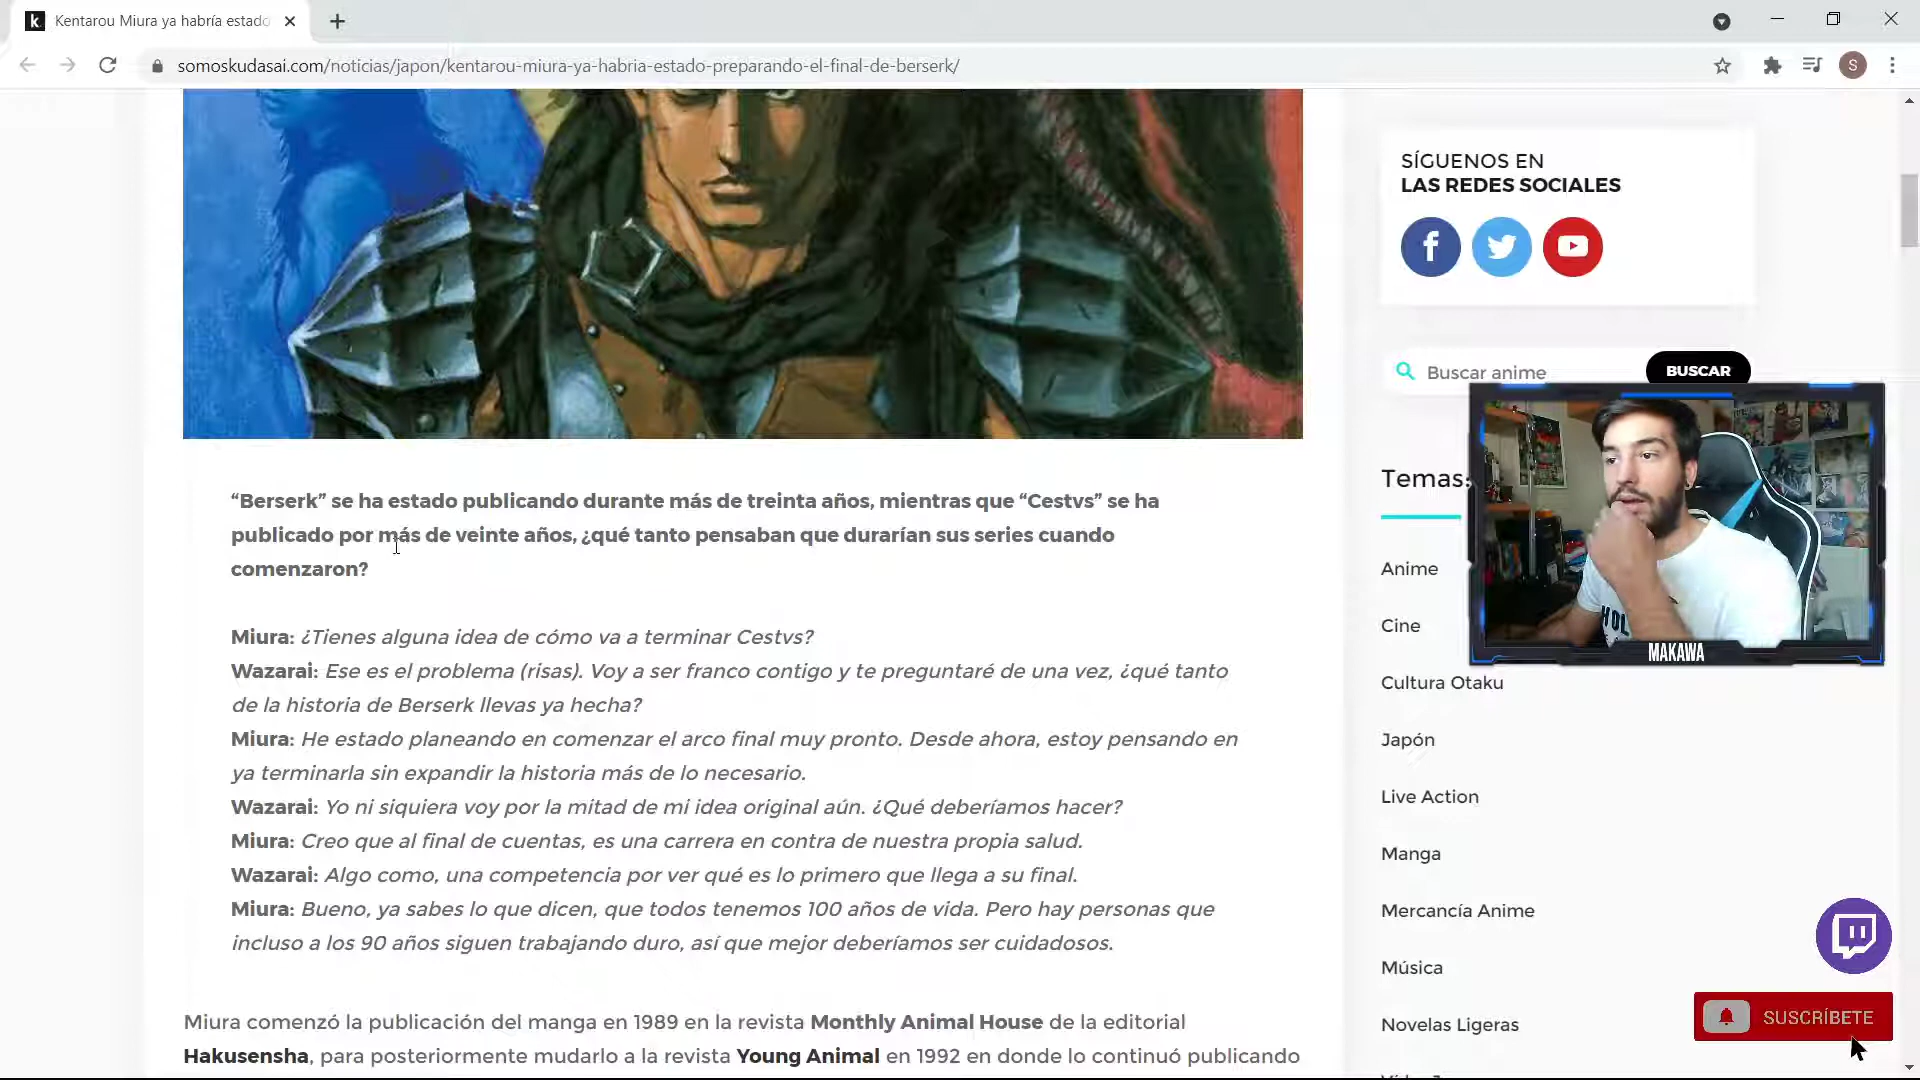 Kentarou Miura ya habría estado
somoskudasai.com/noticias/japon/kentarou-miura-ya-habria-estado-preparando-el-final-de-berserk/
S
SÍGUENOS EN
LAS REDES SOCIALES
Buscar anime
BUSCAR
“Berserk” se ha estado publicando durante más de treinta años, mientras que “Cestvs” se ha
publicado por más de veinte años, ¿qué tanto pensaban que durarían sus series cuando
comenzaron?
Miura: ¿Tienes alguna idea de cómo va a terminar Cestvs?
Wazarai: Ese es el problema (risas). Voy a ser franco contigo y te preguntaré de una vez, ¿qué tanto
de la historia de Berserk llevas ya hecha?
Miura: He estado planeando en comenzar el arco final muy pronto. Desde ahora, estoy pensando en
ya terminarla sin expandir la historia más de lo necesario.
Wazarai: Yo ni siquiera voy por la mitad de mi idea original aún. ¿Qué deberíamos hacer?
Miura: Creo que al final de cuentas, es una carrera en contra de nuestra propia salud.
Wazarai: Algo como, una competencia por ver qué es lo primero que llega a su final.
Miura: Bueno, ya sabes lo que dicen, que todos tenemos 100 años de vida. Pero hay personas que
incluso a los 90 años siguen trabajando duro, así que mejor deberíamos ser cuidadosos.
Miura comenzó la publicación del manga en 1989 en la revista Monthly Animal House de la editorial
Hakusensha, para posteriormente mudarlo a la revista Young Animal en 1992 en donde lo continuó publicando
Temas:
Anime
Cine
Cultura Otaku
Japón
Live Action
Manga
Mercancía Anime
Música
Novelas Ligeras
MAKAWA
SUSCRÍBETE